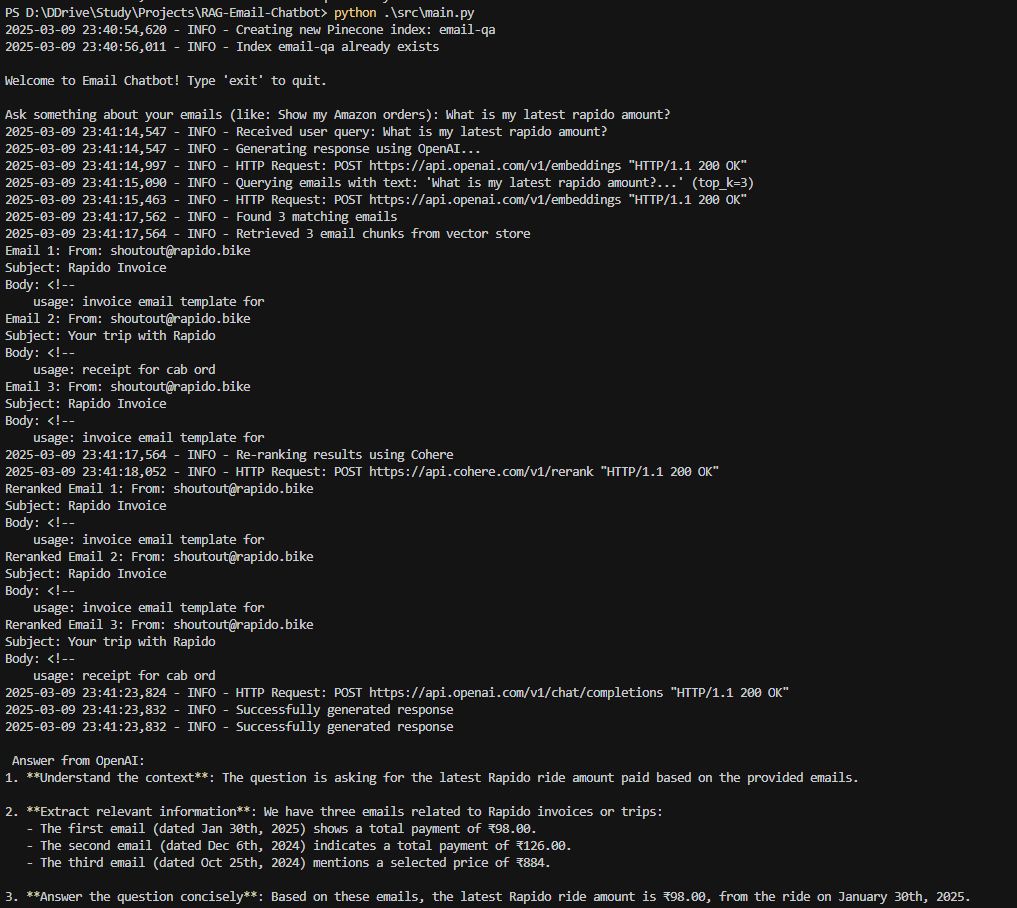 PS D:\DDrive\Study\Projects\RAG-Email-Chatbot> python .\src\main.py
2025-03-09 23:40:54,620 - INFO - Creating new Pinecone index: email-qa
2025-03-09 23:40:56,011 - INFO - Index email-qa already exists

Welcome to Email Chatbot! Type 'exit' to quit.

Ask something about your emails (like: Show my Amazon orders): What is my latest rapido amount?
2025-03-09 23:41:14,547 - INFO - Received user query: What is my latest rapido amount?
2025-03-09 23:41:14,547 - INFO - Generating response using OpenAI...
2025-03-09 23:41:14,997 - INFO - HTTP Request: POST https://api.openai.com/v1/embeddings "HTTP/1.1 200 OK"
2025-03-09 23:41:15,090 - INFO - Querying emails with text: 'What is my latest rapido amount?...' (top_k=3)
2025-03-09 23:41:15,463 - INFO - HTTP Request: POST https://api.openai.com/v1/embeddings "HTTP/1.1 200 OK"
2025-03-09 23:41:17,562 - INFO - Found 3 matching emails
2025-03-09 23:41:17,564 - INFO - Retrieved 3 email chunks from vector store
Email 1: From: shoutout@rapido.bike
Subject: Rapido Invoice
Body: <!--
    usage: invoice email template for
Email 2: From: shoutout@rapido.bike
Subject: Your trip with Rapido
Body: <!--
    usage: receipt for cab ord
Email 3: From: shoutout@rapido.bike
Subject: Rapido Invoice
Body: <!--
    usage: invoice email template for
2025-03-09 23:41:17,564 - INFO - Re-ranking results using Cohere
2025-03-09 23:41:18,052 - INFO - HTTP Request: POST https://api.cohere.com/v1/rerank "HTTP/1.1 200 OK"
Reranked Email 1: From: shoutout@rapido.bike
Subject: Rapido Invoice
Body: <!--
    usage: invoice email template for
Reranked Email 2: From: shoutout@rapido.bike
Subject: Rapido Invoice
Body: <!--
    usage: invoice email template for
Reranked Email 3: From: shoutout@rapido.bike
Subject: Your trip with Rapido
Body: <!--
    usage: receipt for cab ord
2025-03-09 23:41:23,824 - INFO - HTTP Request: POST https://api.openai.com/v1/chat/completions "HTTP/1.1 200 OK"
2025-03-09 23:41:23,832 - INFO - Successfully generated response
2025-03-09 23:41:23,832 - INFO - Successfully generated response

 Answer from OpenAI:
1. **Understand the context**: The question is asking for the latest Rapido ride amount paid based on the provided emails.

2. **Extract relevant information**: We have three emails related to Rapido invoices or trips:
   - The first email (dated Jan 30th, 2025) shows a total payment of ₹98.00.
   - The second email (dated Dec 6th, 2024) indicates a total payment of ₹126.00.
   - The third email (dated Oct 25th, 2024) mentions a selected price of ₹884.

3. **Answer the question concisely**: Based on these emails, the latest Rapido ride amount is ₹98.00, from the ride on January 30th, 2025.